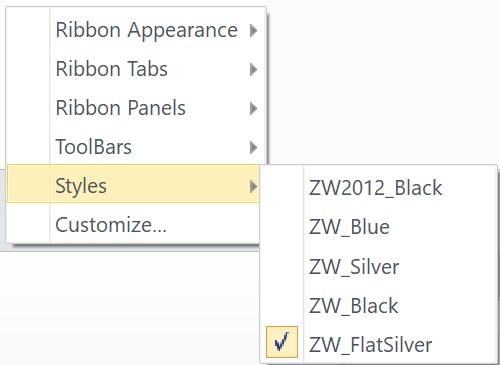 Ribbon Appearance
Ribbon Tabs
Ribbon Panels
ToolBars
Styles
Customize...
ZW2012_Black
ZW_Blue
ZW_Silver
ZW_Black
ZW_FlatSilver